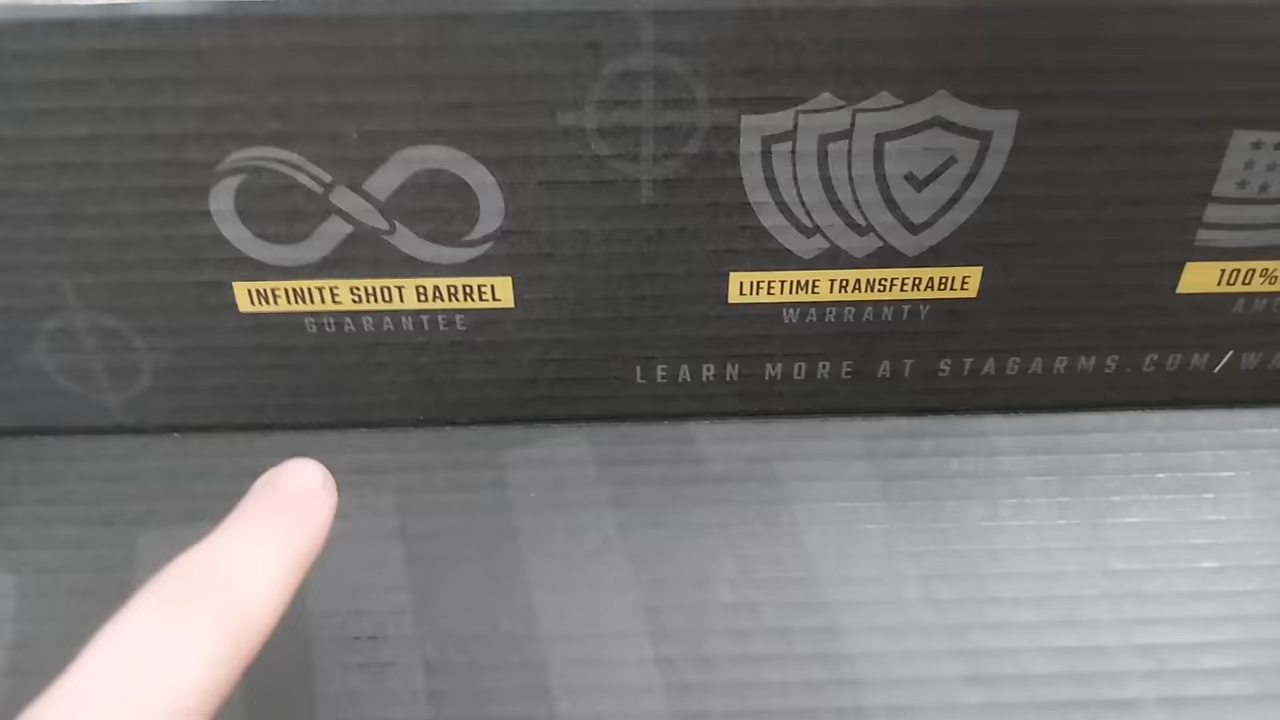 INFINITE SHOT BARREL
GUARANTEE
LIFETIME TRANSFERABLE
WARRANTY
100%
LEARN MORE AT STAGARMS.COM/